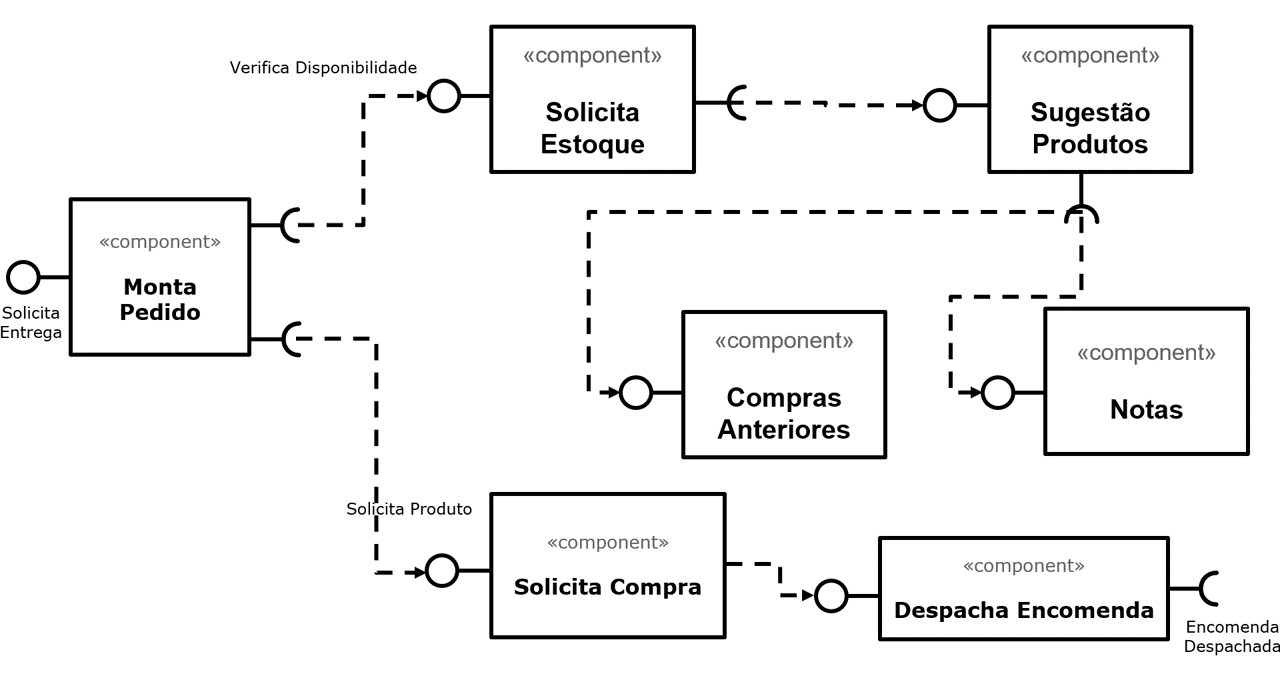 «component»
Solicita
Estoque
«component»
Sugestão
Produtos
Verifica Disponibilidade
«component»
Monta
Pedido
Solicita
Entrega
«component»
Compras
Anteriores
«component»
Notas
Solicita Produto
«component»
Solicita Compra
«component»
Despacha Encomenda
Encomenda
Despachada